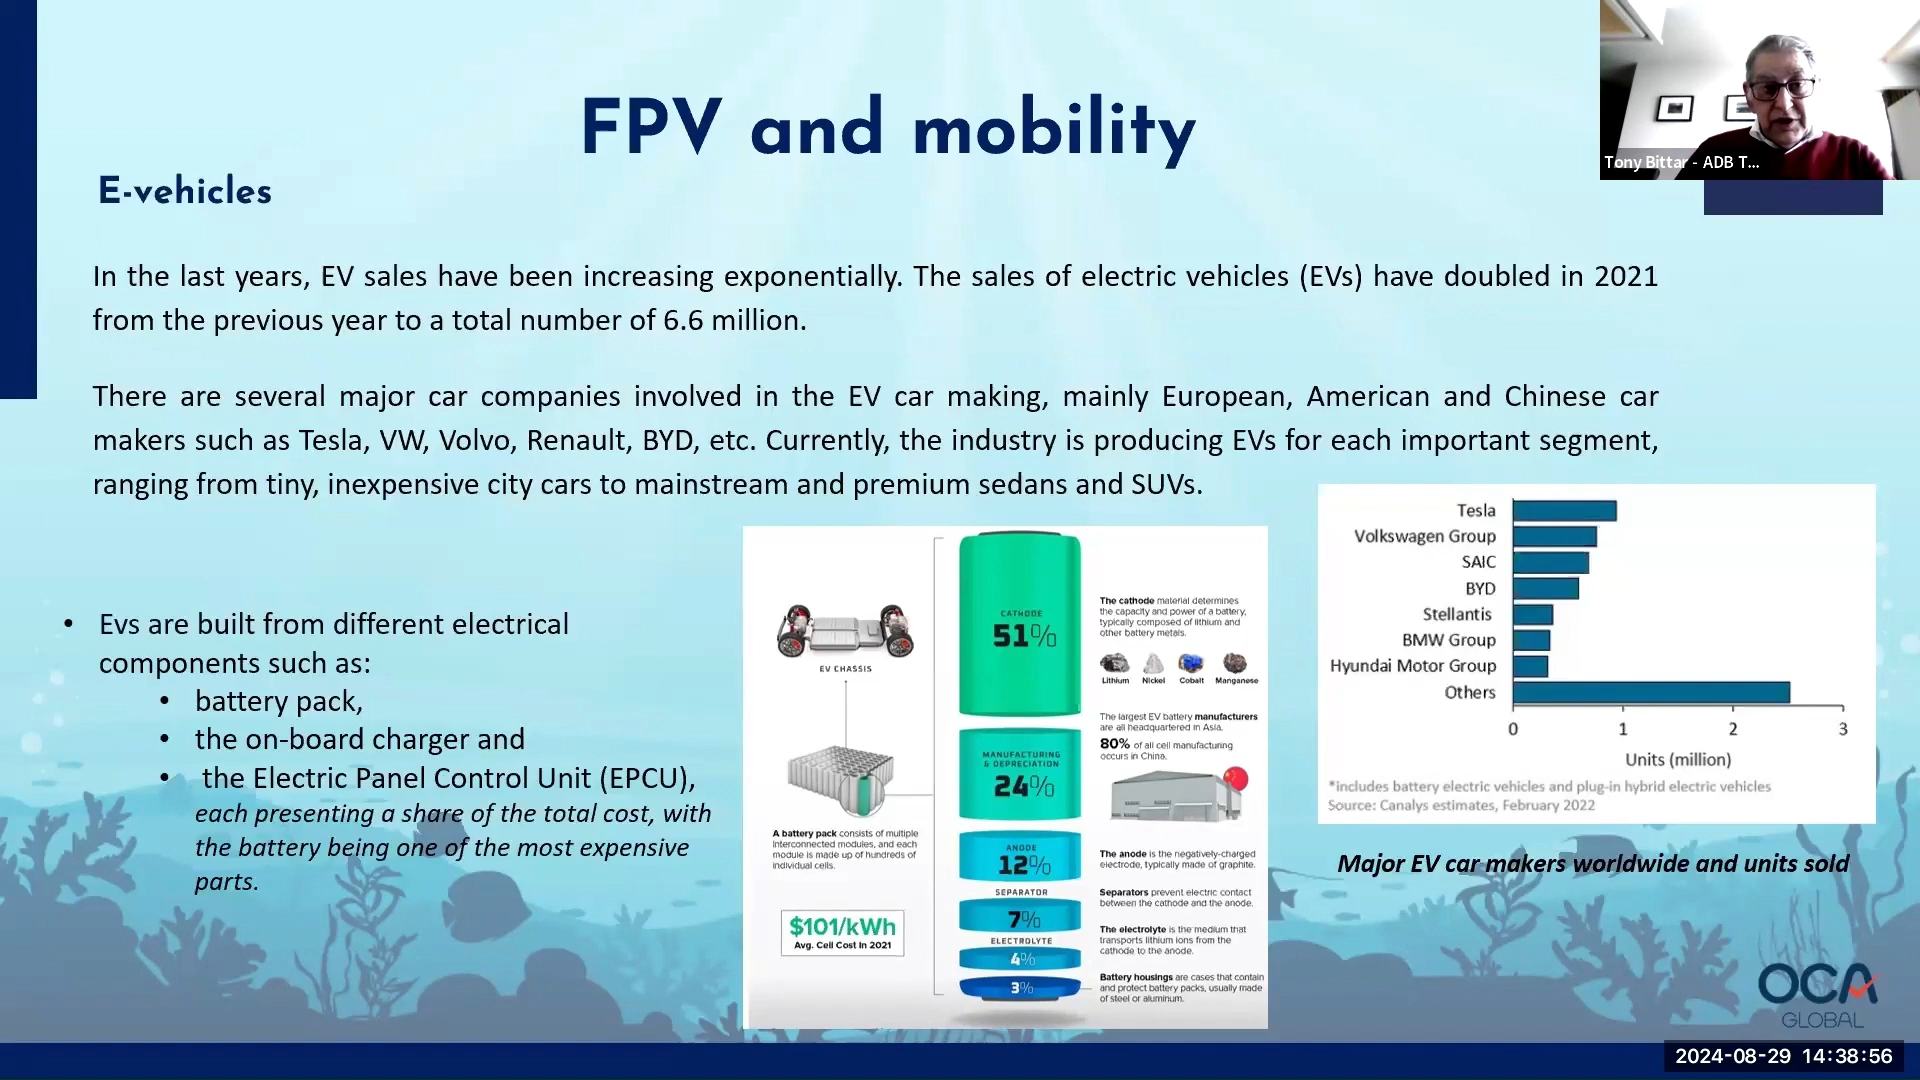 FPV and mobility
Tony Bittar - ADB T...
E-vehicles
In the last years, EV sales have been increasing exponentially. The sales of electric vehicles (EVs) have doubled in 2021
from the previous year to a total number of 6.6 million.
There are several major car companies involved in the EV car making, mainly European, American and Chinese car
makers such as Tesla, VW, Volvo, Renault, BYD, etc. Currently, the industry is producing EVs for each important segment,
ranging from tiny, inexpensive city cars to mainstream and premium sedans and SUVs.
• Evs are built from different electrical
components such as:
• battery pack,
• the on-board charger and
• the Electric Panel Control Unit (EPCU),
each presenting a share of the total cost, with
the battery being one of the most expensive
parts.
EV CHASSIS
A battery pack consists of multiple
interconnected modules, and each
module is made up of hundreds of
individual cells.
$101/kWh
Avg. Cell Cost in 2021
CATHODE
51%
MANUFACTURING
& DEPRECIATION
24%
ANODE
12%
SEPARATOR
7%
ELECTROLYTE
4%
3%
The cathode material determines
the capacity and power of a battery,
typically composed of lithium and
other battery metals.
Lithium Nickel Cobalt Manganese
The largest EV battery manufacturers
are all headquartered in Asia.
80% of all cell manufacturing
occurs in China.
The anode is the negatively-charged
electrode, typically made of graphite.
Separators prevent electric contact
between the cathode and the anode.
The electrolyte is the medium that
transports lithium ions from the
cathode to the anode.
Battery housings are cases that contain
and protect battery packs, usually made
of steel or aluminum.
Tesla
Volkswagen Group
SAIC
BYD
Stellantis
BMW Group
Hyundai Motor Group
Others
0 1 2 3
Units (million)
*includes battery electric vehicles and plug-in hybrid electric vehicles
Source: Canalys estimates, February 2022
Major EV car makers worldwide and units sold
OCA
GLOBAL
2024-08-29 14:38:56